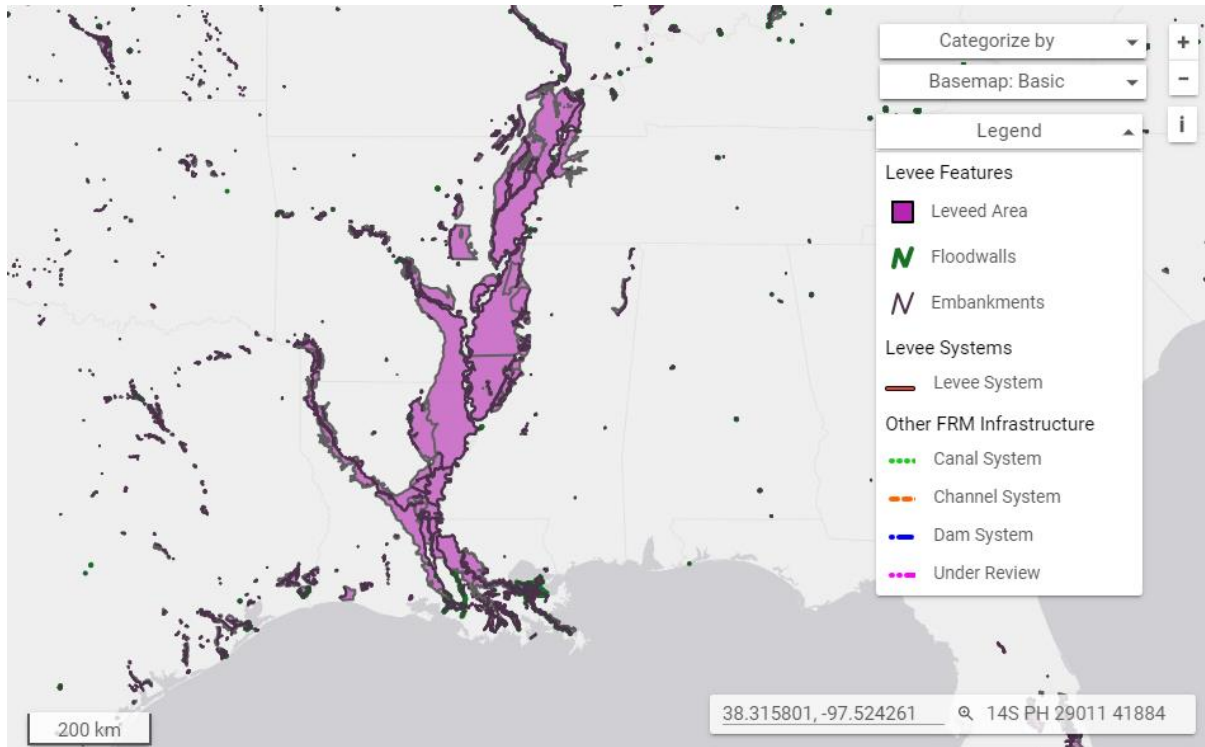 Categorize by
+
Basemap: Basic
−
Legend
i
Levee Features
Leveed Area
Floodwalls
Embankments
Levee Systems
Levee System
Other FRM Infrastructure
Canal System
Channel System
Dam System
Under Review
200 km
38.315801, -97.524261 14S PH 29011 41884